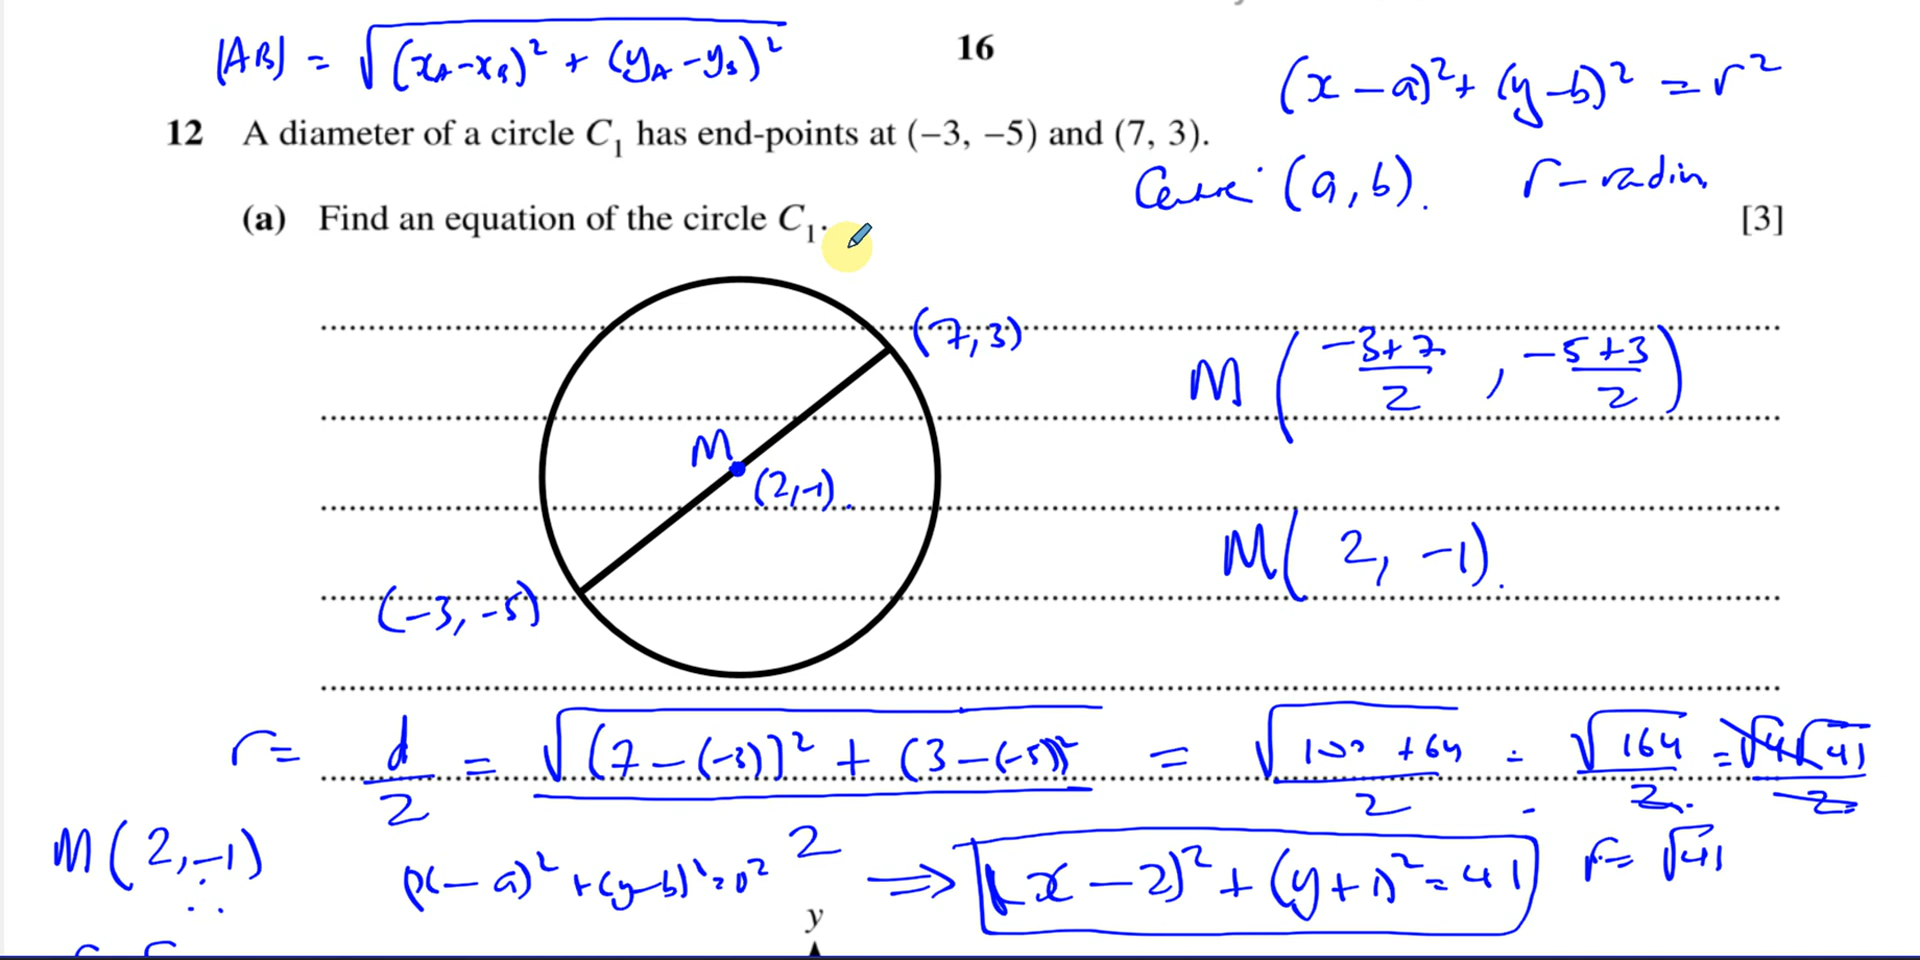 |AB| = √(x_A-x_B)² + (y_A-y_B)²
16
(x-a)²+(y-b)² = r²
12 A diameter of a circle C₁ has end-points at (−3, −5) and (7, 3).
Centre (a,b). r-radius
(a) Find an equation of the circle C₁.
[3]
(7,3)
M (-3+7/2, -5+3/2)
M
(2,-1).
M( 2, -1).
(-3,-5)
r= d/2 = √(7-(-3))² + (3-(-5))²/2 = √100+64/2 = √164/2 = √4√41/2
M(2,-1)
(x-a)²+(y-b)²=r² ⇒ (x-2)²+(y+1)²=41
r=√41
y